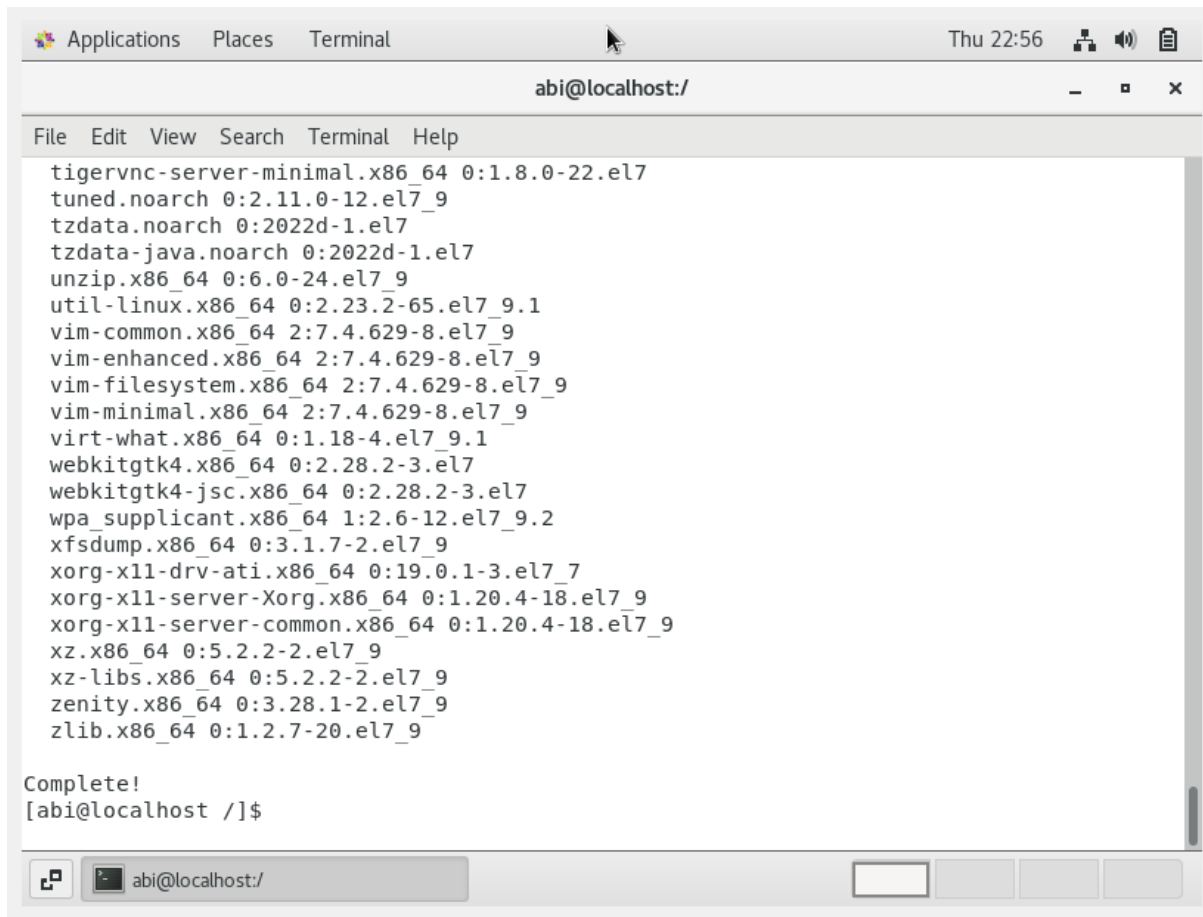 Applications Places Terminal Thu 22:56
abi@localhost:/
File Edit View Search Terminal Help
tigervnc-server-minimal.x86_64 0:1.8.0-22.el7
tuned.noarch 0:2.11.0-12.el7_9
tzdata.noarch 0:2022d-1.el7
tzdata-java.noarch 0:2022d-1.el7
unzip.x86_64 0:6.0-24.el7_9
util-linux.x86_64 0:2.23.2-65.el7_9.1
vim-common.x86_64 2:7.4.629-8.el7_9
vim-enhanced.x86_64 2:7.4.629-8.el7_9
vim-filesystem.x86_64 2:7.4.629-8.el7_9
vim-minimal.x86_64 2:7.4.629-8.el7_9
virt-what.x86_64 0:1.18-4.el7_9.1
webkitgtk4.x86_64 0:2.28.2-3.el7
webkitgtk4-jsc.x86_64 0:2.28.2-3.el7
wpa_supplicant.x86_64 1:2.6-12.el7_9.2
xfsdump.x86_64 0:3.1.7-2.el7_9
xorg-x11-drv-ati.x86_64 0:19.0.1-3.el7_7
xorg-x11-server-Xorg.x86_64 0:1.20.4-18.el7_9
xorg-x11-server-common.x86_64 0:1.20.4-18.el7_9
xz.x86_64 0:5.2.2-2.el7_9
xz-libs.x86_64 0:5.2.2-2.el7_9
zenity.x86_64 0:3.28.1-2.el7_9
zlib.x86_64 0:1.2.7-20.el7_9
Complete!
[abi@localhost /]$
abi@localhost:/